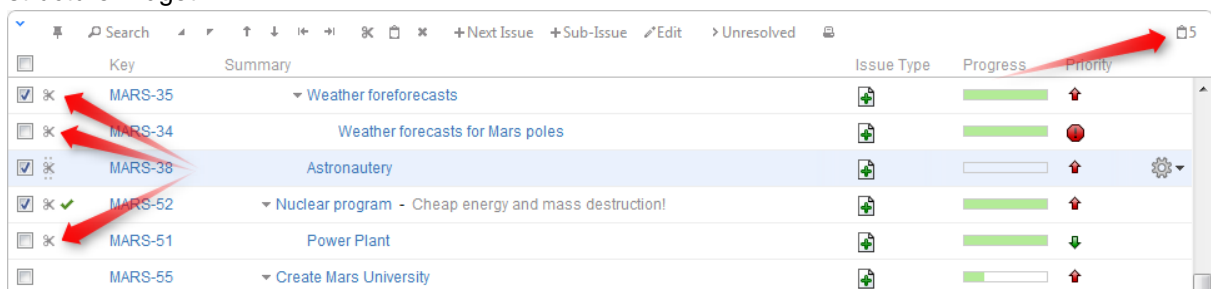 Search +Next Issue +Sub-Issue Edit Unresolved 5
Key Summary Issue Type Progress Priority
MARS-35 Weather foreforecasts
MARS-34 Weather forecasts for Mars poles
MARS-38 Astronautery
MARS-52 Nuclear program - Cheap energy and mass destruction!
MARS-51 Power Plant
MARS-55 Create Mars University